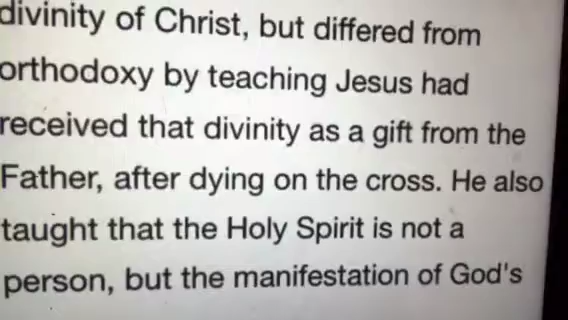 divinity of Christ, but differed from
orthodoxy by teaching Jesus had
received that divinity as a gift from the
Father, after dying on the cross. He also
taught that the Holy Spirit is not a
person, but the manifestation of God's